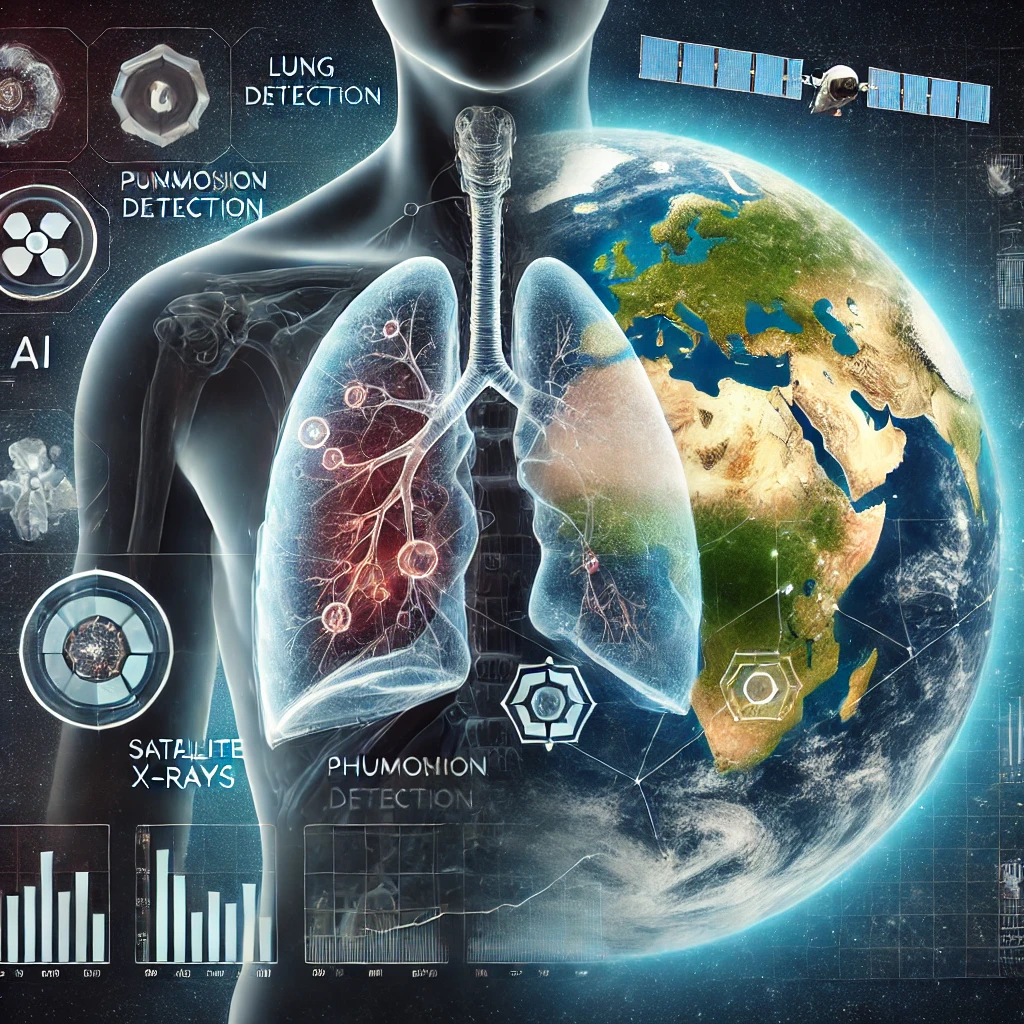 LUNG
DETECTION
PUNMOSION
DETECTION
AI
SATALLITE
X-RAYS
PHUMONION
DETECTION